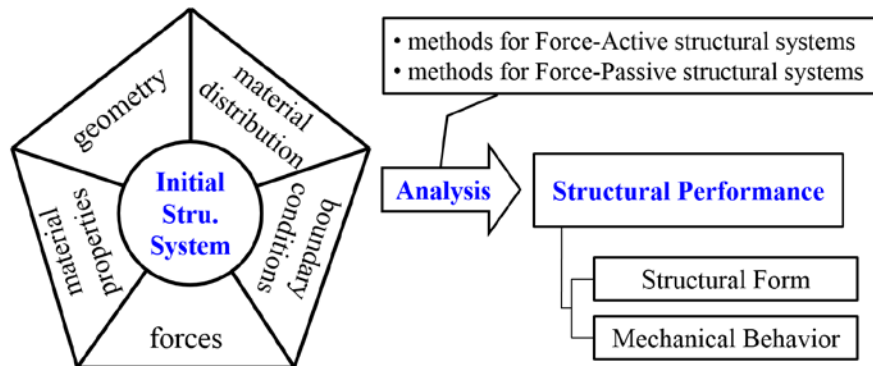 geometry
material
distribution
material
properties
boundary
conditions
forces
Initial
Stru.
System
• methods for Force-Active structural systems
• methods for Force-Passive structural systems
Analysis
Structural Performance
Structural Form
Mechanical Behavior